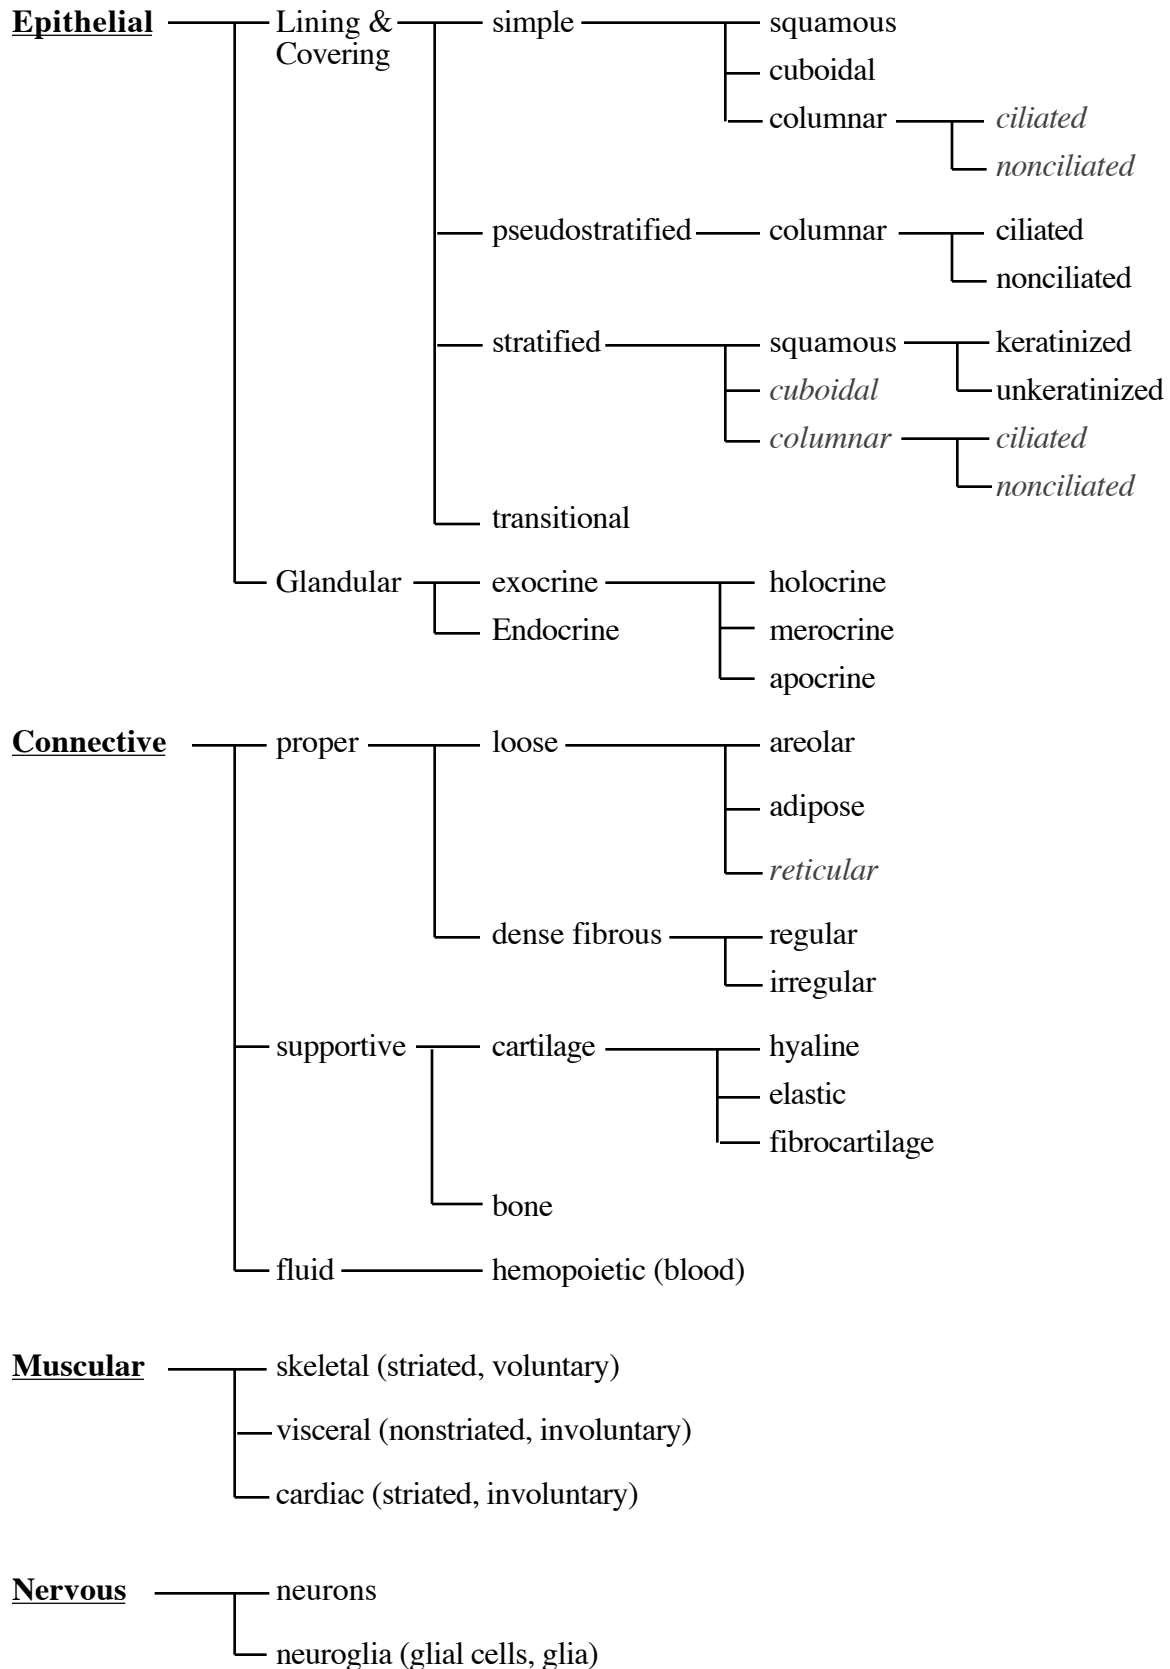 Epithelial Lining & simple squamous
Covering
cuboidal
columnar ciliated
nonciliated
pseudostratified columnar ciliated
nonciliated
stratified squamous keratinized
cuboidal unkeratinized
columnar ciliated
nonciliated
transitional
Glandular exocrine holocrine
Endocrine merocrine
apocrine
Connective proper loose areolar
adipose
reticular
dense fibrous regular
irregular
supportive cartilage hyaline
elastic
fibrocartilage
bone
fluid hemopoietic (blood)
Muscular skeletal (striated, voluntary)
visceral (nonstriated, involuntary)
cardiac (striated, involuntary)
Nervous neurons
neuroglia (glial cells, glia)